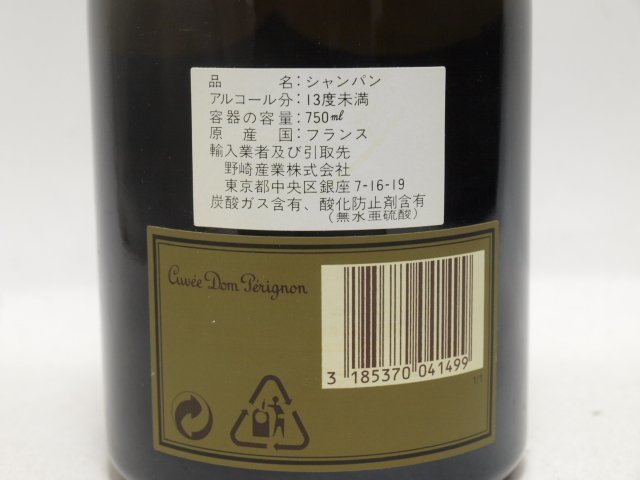 品　　　名：シャンパン
アルコール分：13度未満
容器の容量：750ml
原　産　国：フランス
輸入業者及び引取先
野崎産業株式会社
東京都中央区銀座7-16-19
炭酸ガス含有、酸化防止剤含有
（無水亜硫酸）
Cuvée Dom Pérignon
3 185370 041499
1/1